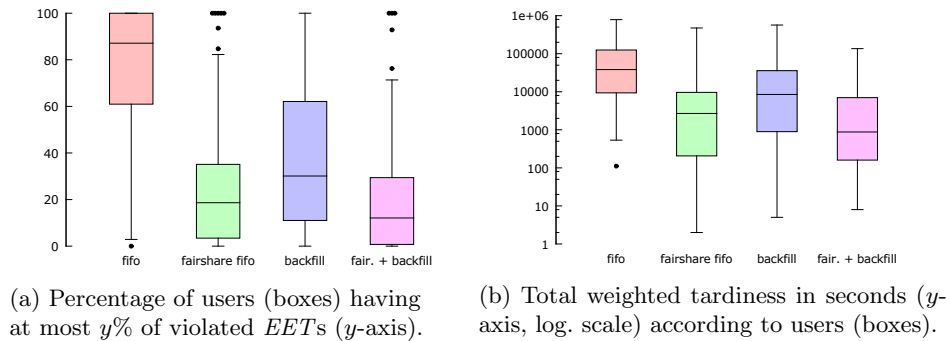 100
80
60
40
20
0
fifo
fairshare fifo
backfill
fair. + backfill
(a) Percentage of users (boxes) having
at most y% of violated EETs (y-axis).
1e+06
100000
10000
1000
100
10
1
fifo
fairshare fifo
backfill
fair. + backfill
(b) Total weighted tardiness in seconds (y-
axis, log. scale) according to users (boxes).